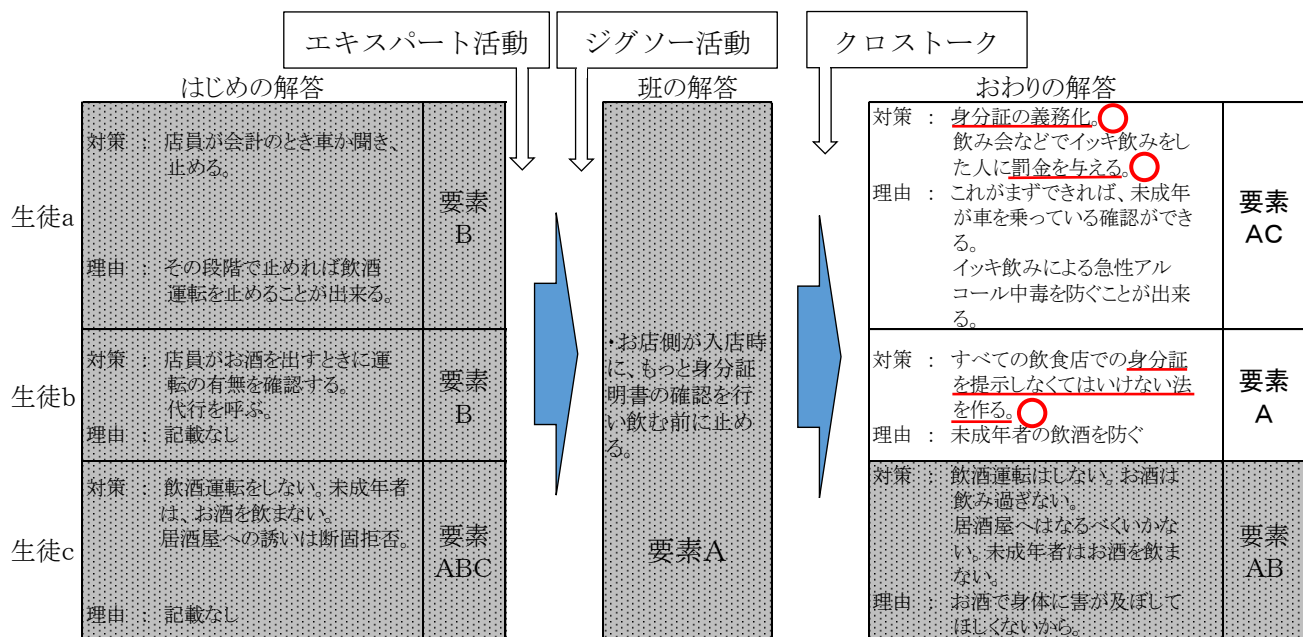 エキスパート活動
ジグソー活動
クロストーク
はじめの解答
班の解答
おわりの解答
生徒a
対策 : 店員が会計のとき車か聞き、
止める。
理由 : その段階で止めれば飲酒
運転を止めることが出来る。
要素
B
生徒b
対策 : 店員がお酒を出すときに運
転の有無を確認する。
代行を呼ぶ。
理由 : 記載なし
要素
B
生徒c
対策 : 飲酒運転をしない。未成年者
は、お酒を飲まない。
居酒屋への誘いは断固拒否。
理由 : 記載なし
要素
ABC
・お店側が入店時
に、もっと身分証
明書の確認を行
い飲む前に止め
る。
要素A
対策 : 身分証の義務化。
飲み会などでイッキ飲みをし
た人に罰金を与える。
理由 : これがまずできれば、未成年
が車を乗っている確認ができ
る。
イッキ飲みによる急性アル
コール中毒を防ぐことが出来
る。
要素
AC
対策 : すべての飲食店での身分証
を提示しなくてはいけない法
を作る。
理由 : 未成年者の飲酒を防ぐ
要素
A
対策 : 飲酒運転はしない。お酒は
飲み過ぎない。
居酒屋へはなるべくいかな
い。未成年者はお酒を飲ま
ない。
理由 : お酒で身体に害が及ぼして
ほしくないから。
要素
AB